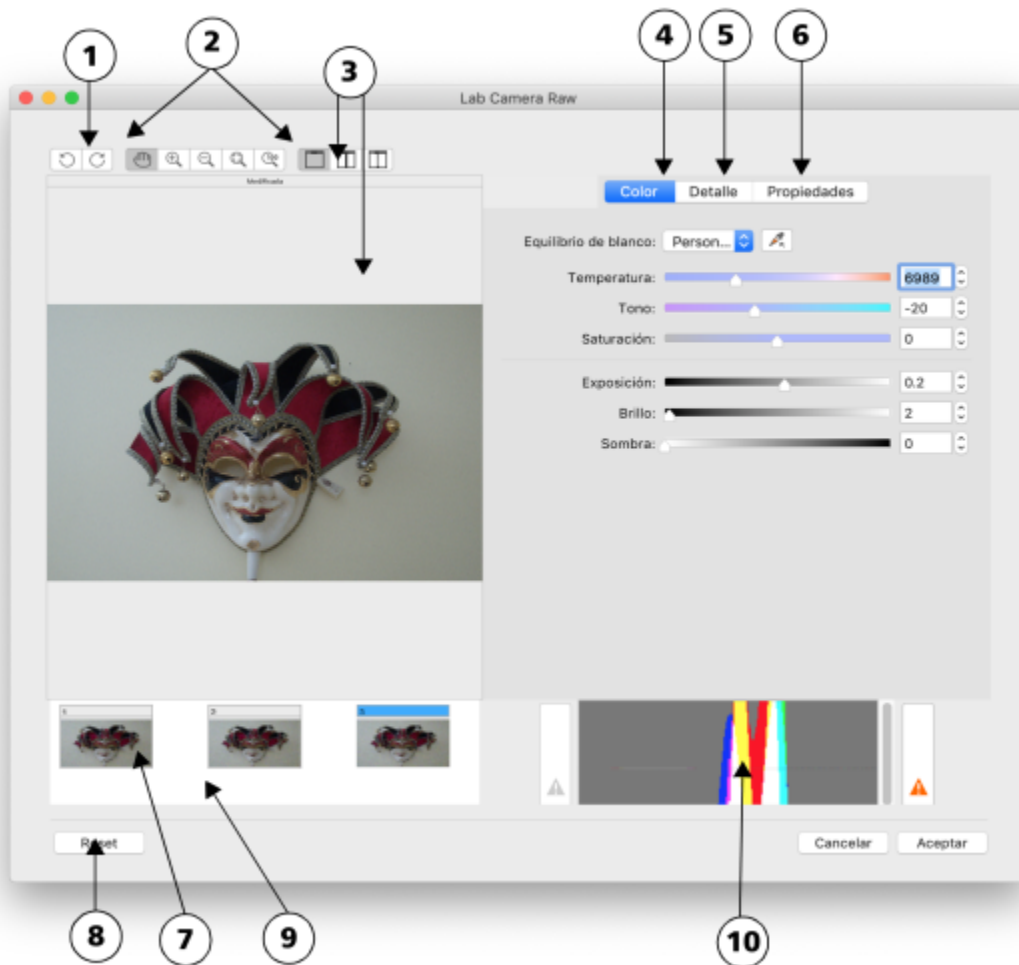 1
2
3
4
5
6
Lab Camera Raw
Modificada
Color
Detalle
Propiedades
Equilibrio de blanco:
Person...
Temperatura:
6989
Tono:
-20
Saturación:
0
Exposición:
0.2
Brillo:
2
Sombra:
0
1
2
3
Reset
Cancelar
Aceptar
8
7
9
10